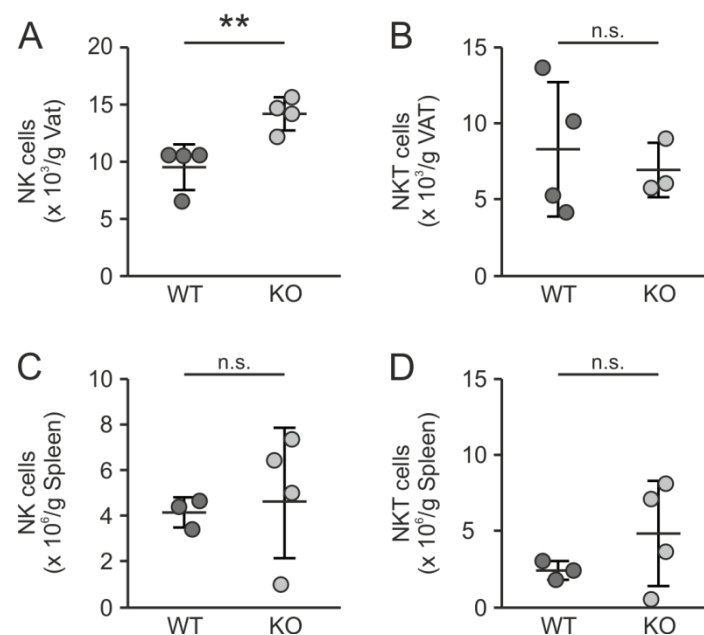 A
**
NK cells
(x 10³/g Vat)
20
15
10
5
0
WT KO
B
n.s.
NKT cells
(x 10³/g VAT)
15
10
5
0
WT KO
C
n.s.
NK cells
(x 10⁶/g Spleen)
10
8
6
4
2
0
WT KO
D
n.s.
NKT cells
(x 10⁶/g Spleen)
15
10
5
0
WT KO